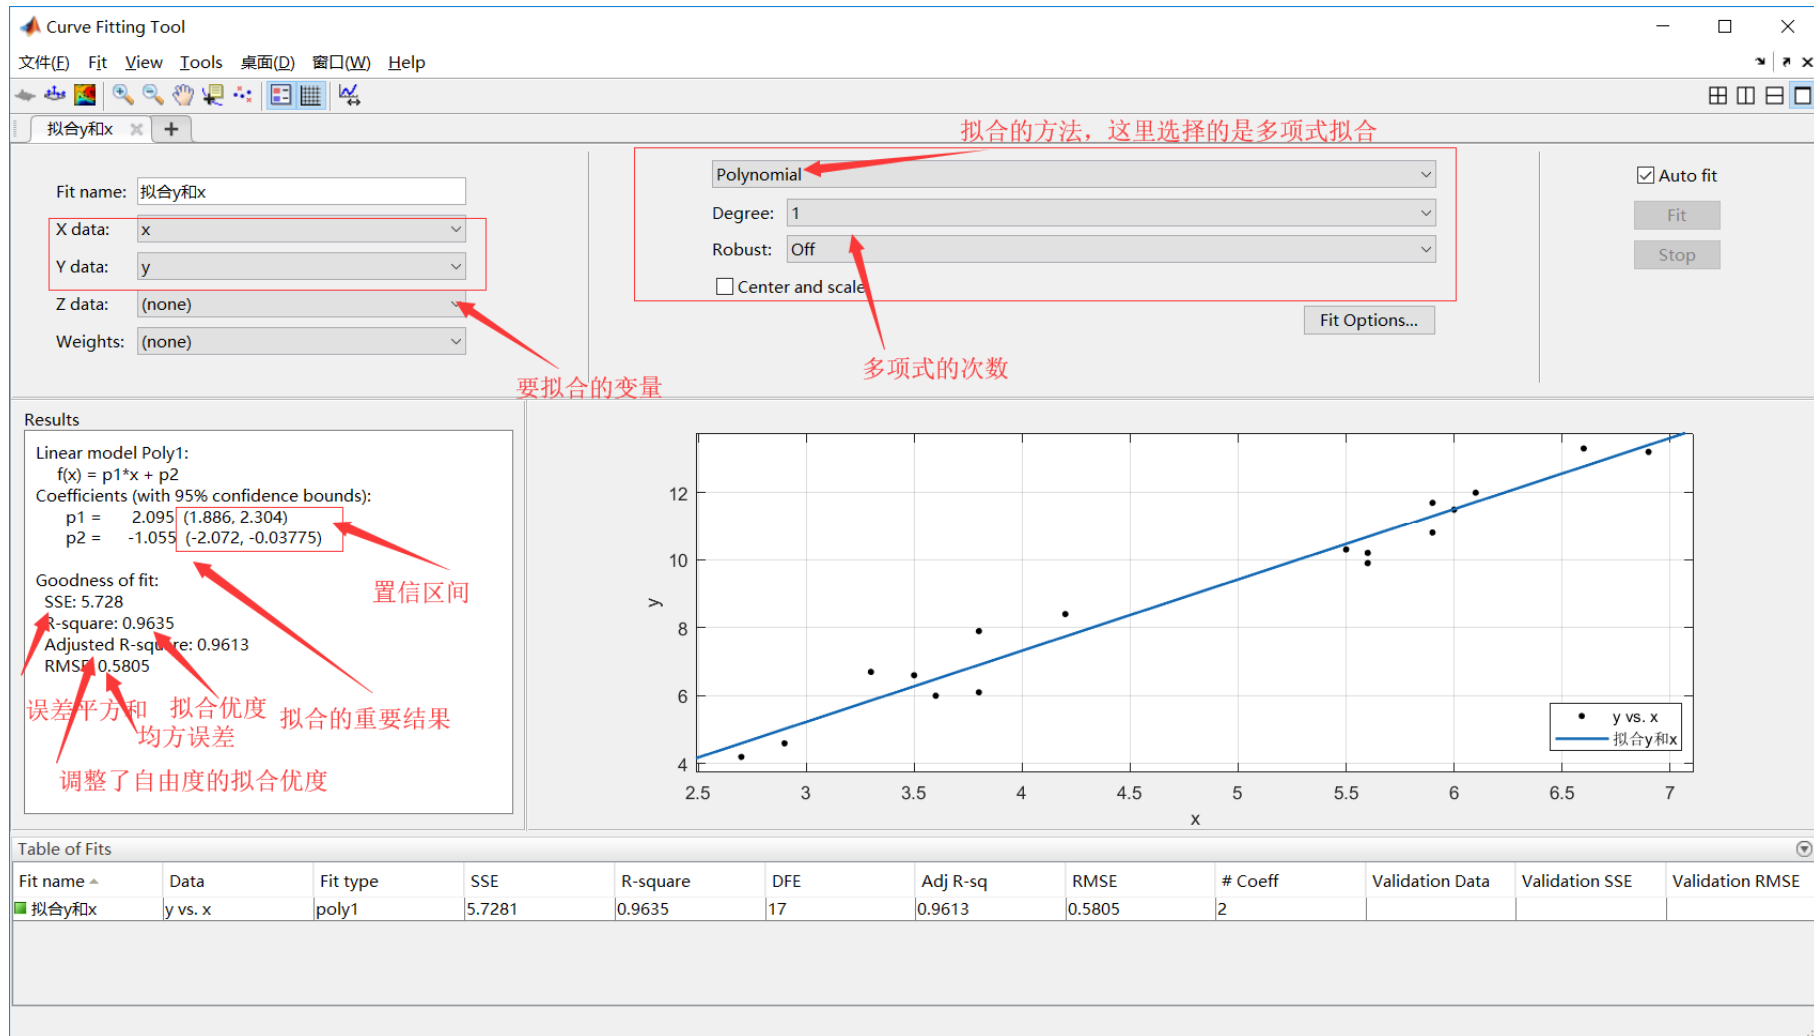 Curve Fitting Tool
文件(F) Fit View Tools 桌面(D) 窗口(W) Help
拟合y和x
拟合的方法，这里选择的是多项式拟合
Fit name: 拟合y和x
X data: x
Y data: y
Z data: (none)
Weights: (none)
要拟合的变量
Polynomial
Degree: 1
Robust: Off
Center and scale
Fit Options...
多项式的次数
Auto fit
Fit
Stop
Results
Linear model Poly1:
f(x) = p1*x + p2
Coefficients (with 95% confidence bounds):
p1 = 2.095 (1.886, 2.304)
p2 = -1.055 (-2.072, -0.03775)
Goodness of fit:
SSE: 5.728
R-square: 0.9635
Adjusted R-square: 0.9613
RMSE: 0.5805
置信区间
误差平方和
拟合优度
拟合的重要结果
均方误差
调整了自由度的拟合优度
12
10
8
6
4
y
2.5 3 3.5 4 4.5 5 5.5 6 6.5 7
x
y vs. x
拟合y和x
Table of Fits
Fit name Data Fit type SSE R-square DFE Adj R-sq RMSE # Coeff Validation Data Validation SSE Validation RMSE
拟合y和x y vs. x poly1 5.7281 0.9635 17 0.9613 0.5805 2